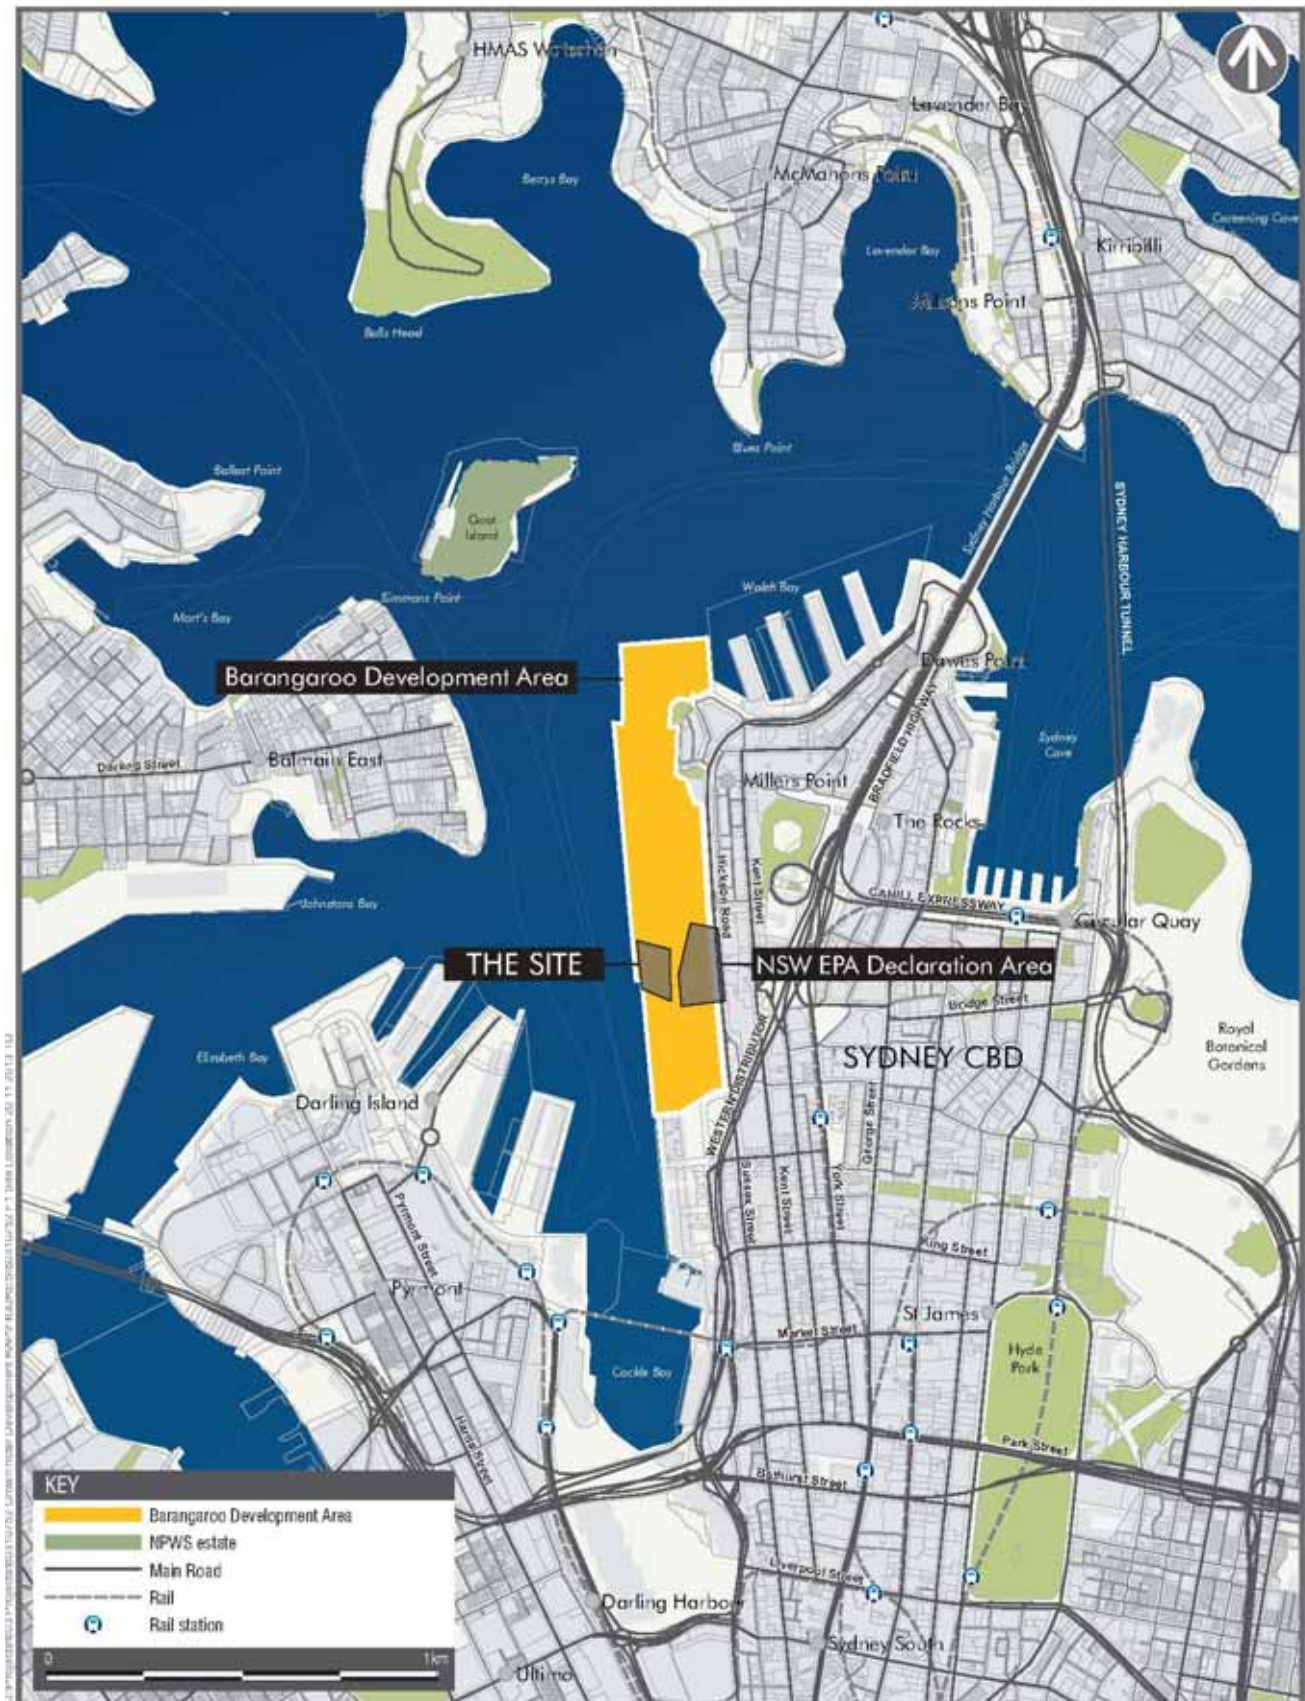 HMAS Waterhen
Lavender Bay
McMahons Point
Berrys Bay
Careening Cove
Lavender Bay
Kirribilli
Milsons Point
Balls Head
Blues Point
Ballast Point
Sydney Harbour Bridge
SYDNEY HARBOUR TUNNEL
Goat
Island
Simmons Point
Mort's Bay
Walsh Bay
Dawes Point
Barangaroo Development Area
BRADFIELD HIGHWAY
Sydney
Cove
Darling Street
Balmain East
Millers Point
The Rocks
Hickson Road
Kent Street
CAHILL EXPRESSWAY
Johnstons Bay
Circular Quay
THE SITE
NSW EPA Declaration Area
Bridge Street
Royal
Botanical
Gardens
Elizabeth Bay
SYDNEY CBD
WESTERN DISTRIBUTOR
Darling Island
George Street
Sussex Street
Kent Street
York Street
Pyrmont Street
King Street
Pyrmont
St James
Market Street
Hyde
Park
Cockle Bay
Harris Street
Park Street
Bathurst Street
Liverpool Street
Darling Harbour
Sydney South
Ultimo
KEY
Barangaroo Development Area
NPWS estate
Main Road
Rail
Rail station
0
1km